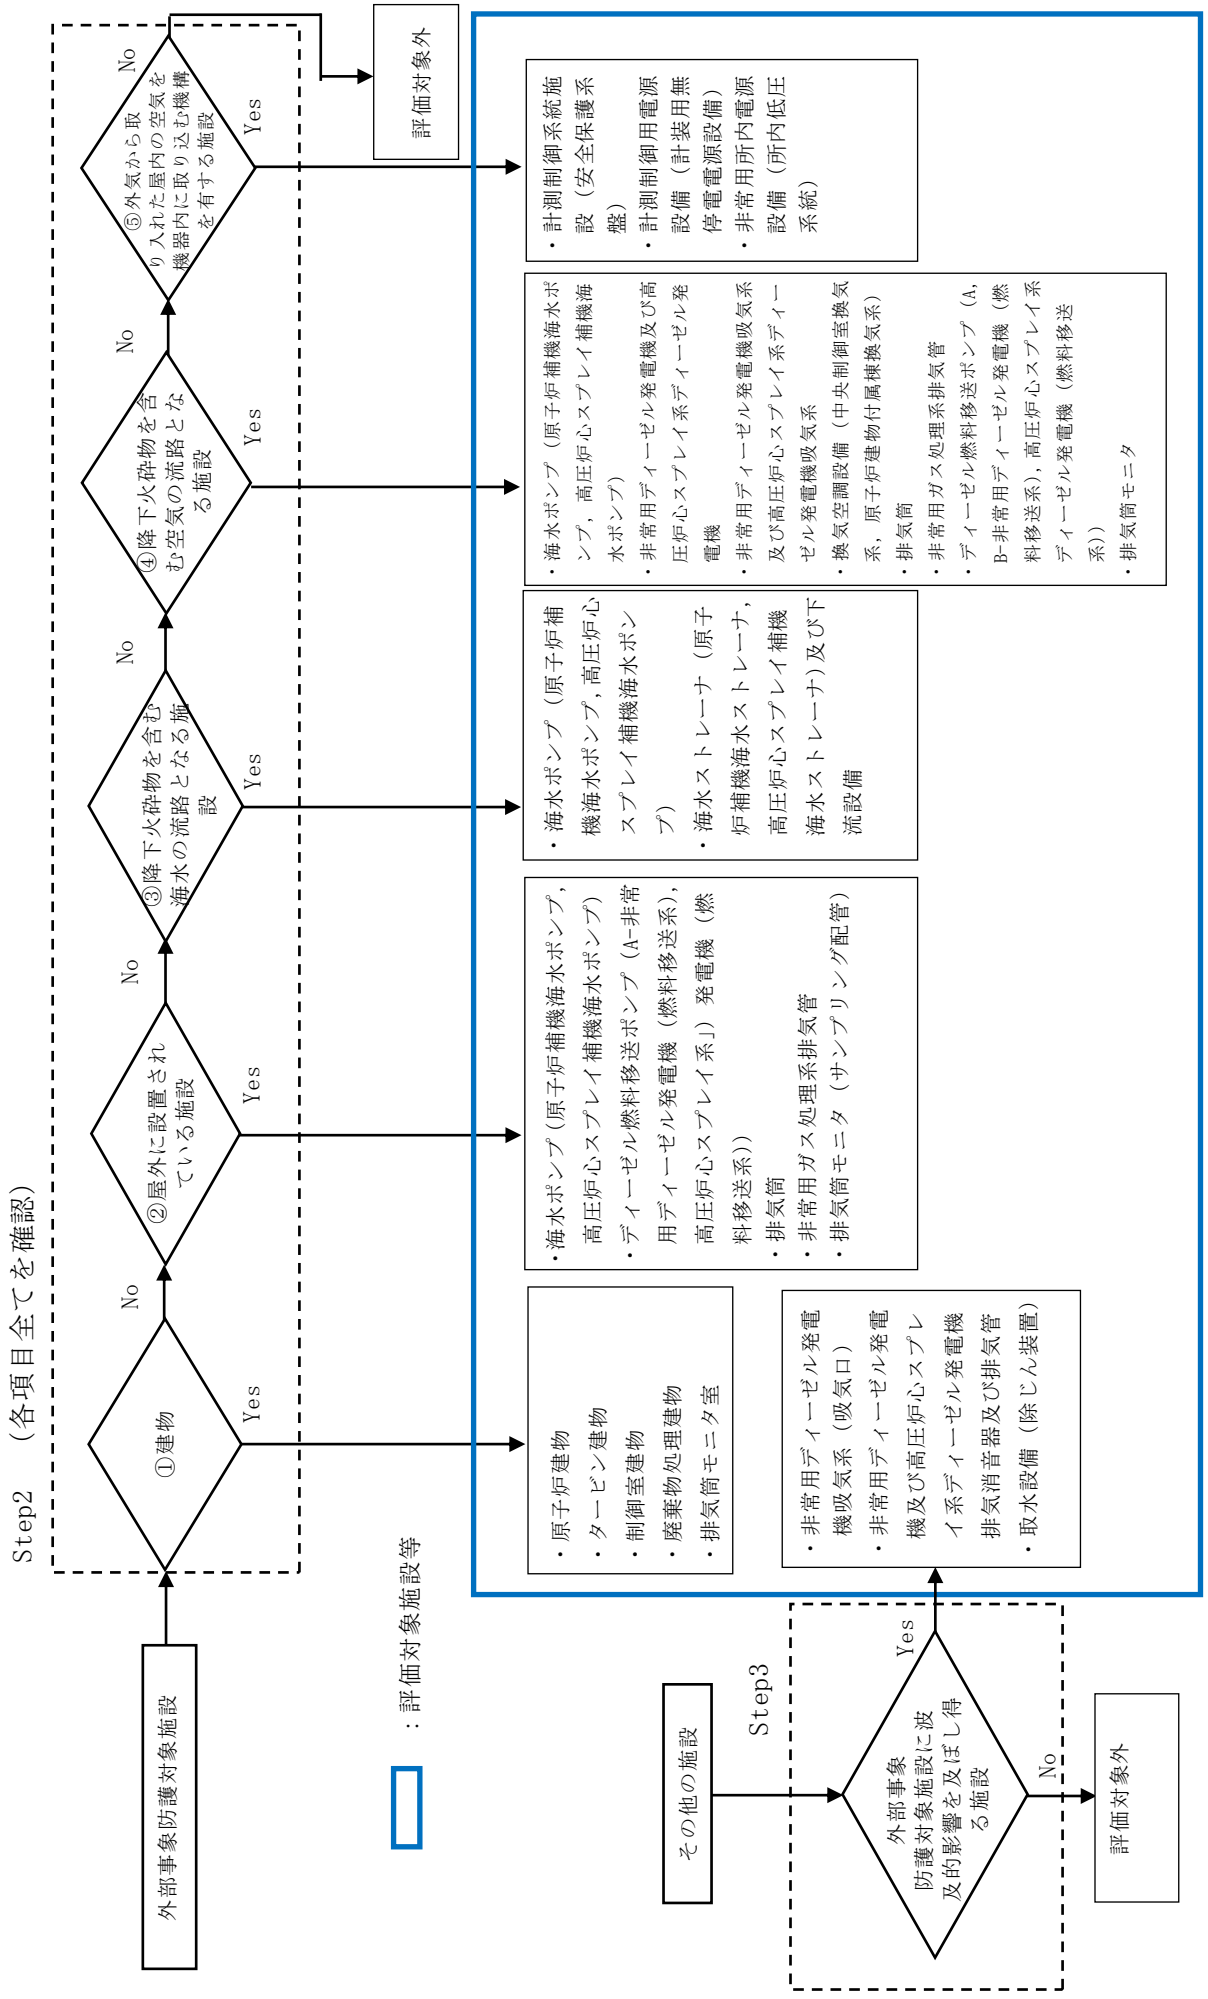 Step2 (各項目全てを確認)
外部事象防護対象施設
①建物
No
Yes
②屋外に設置され
ている施設
No
Yes
③降下火砕物を含む
海水の流路となる施
設
No
Yes
④降下火砕物を含
む空気の流路とな
る施設
No
Yes
⑤外気から取
り入れた屋内の空気を
機器内に取り込む機構
を有する施設
No
Yes
評価対象外
:評価対象施設等
・原子炉建物
・タービン建物
・制御室建物
・廃棄物処理建物
・排気筒モニタ室
・海水ポンプ(原子炉補機海水ポンプ,
高圧炉心スプレイ補機海水ポンプ)
・ディーゼル燃料移送ポンプ(A-非常
用ディーゼル発電機(燃料移送系),
高圧炉心スプレイ系」)発電機(燃
料移送系))
・排気筒
・非常用ガス処理系排気管
・排気筒モニタ(サンプリング配管)
・海水ポンプ(原子炉補
機海水ポンプ,高圧炉心
スプレイ補機海水ポン
プ)
・海水ストレーナ(原子
炉補機海水ストレーナ,
高圧炉心スプレイ補機
海水ストレーナ)及び下
流設備
・海水ポンプ(原子炉補機海水ポ
ンプ,高圧炉心スプレイ補機海
水ポンプ)
・非常用ディーゼル発電機及び高
圧炉心スプレイ系ディーゼル発
電機
・非常用ディーゼル発電機吸気系
及び高圧炉心スプレイ系ディー
ゼル発電機吸気系
・換気空調設備(中央制御室換気
系,原子炉建物付属棟換気系)
・排気筒
・非常用ガス処理系排気管
・ディーゼル燃料移送ポンプ(A,
B-非常用ディーゼル発電機(燃
料移送系),高圧炉心スプレイ系
ディーゼル発電機(燃料移送
系))
・排気筒モニタ
・計測制御系統施
設(安全保護系
盤)
・計測制御用電源
設備(計装用無
停電電源設備)
・非常用所内電源
設備(所内低圧
系統)
その他の施設
Step3
外部事象
防護対象施設に波
及的影響を及ぼし得
る施設
Yes
No
評価対象外
・非常用ディーゼル発電
機吸気系(吸気口)
・非常用ディーゼル発電
機及び高圧炉心スプレ
イ系ディーゼル発電機
排気消音器及び排気管
・取水設備(除じん装置)